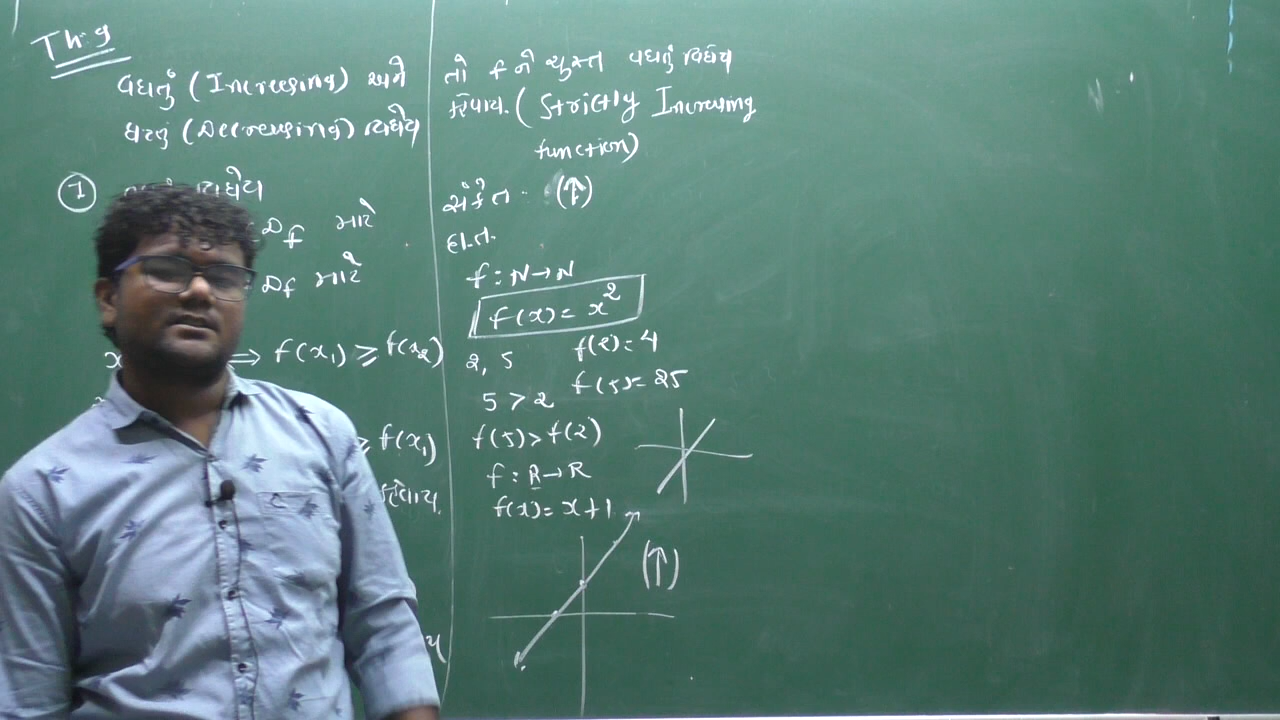 Th:9
વધતું (Increasing) અને
ઘટતું (Decreasing) વિધેય
①
વિધેય
Df માટે
Df માટે
x ⟹ f(x₁) ≥ f(x₂)
≥ f(x₁)
કહેવાય.
ય
તો f ને ચુસ્ત વધતું વિધેય
કહેવાય. (Strictly Increasing
function)
સંકેત (↑)
દા.ત.
f : N → N
f(x) = x²
2, 5 f(2) = 4
5 > 2 f(5) = 25
f(5) > f(2)
f : R → R
f(x) = x + 1
(↑)